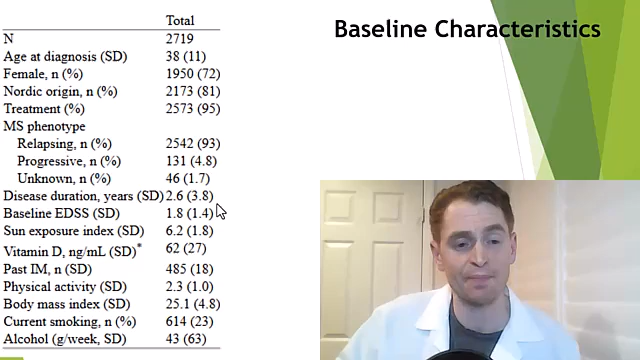 Baseline Characteristics
Total
N 2719
Age at diagnosis (SD) 38 (11)
Female, n (%) 1950 (72)
Nordic origin, n (%) 2173 (81)
Treatment (%) 2573 (95)
MS phenotype
Relapsing, n (%) 2542 (93)
Progressive, n (%) 131 (4.8)
Unknown, n (%) 46 (1.7)
Disease duration, years (SD) 2.6 (3.8)
Baseline EDSS (SD) 1.8 (1.4)
Sun exposure index (SD) 6.2 (1.8)
Vitamin D, ng/mL (SD)* 62 (27)
Past IM, n (SD) 485 (18)
Physical activity (SD) 2.3 (1.0)
Body mass index (SD) 25.1 (4.8)
Current smoking, n (%) 614 (23)
Alcohol (g/week, SD) 43 (63)